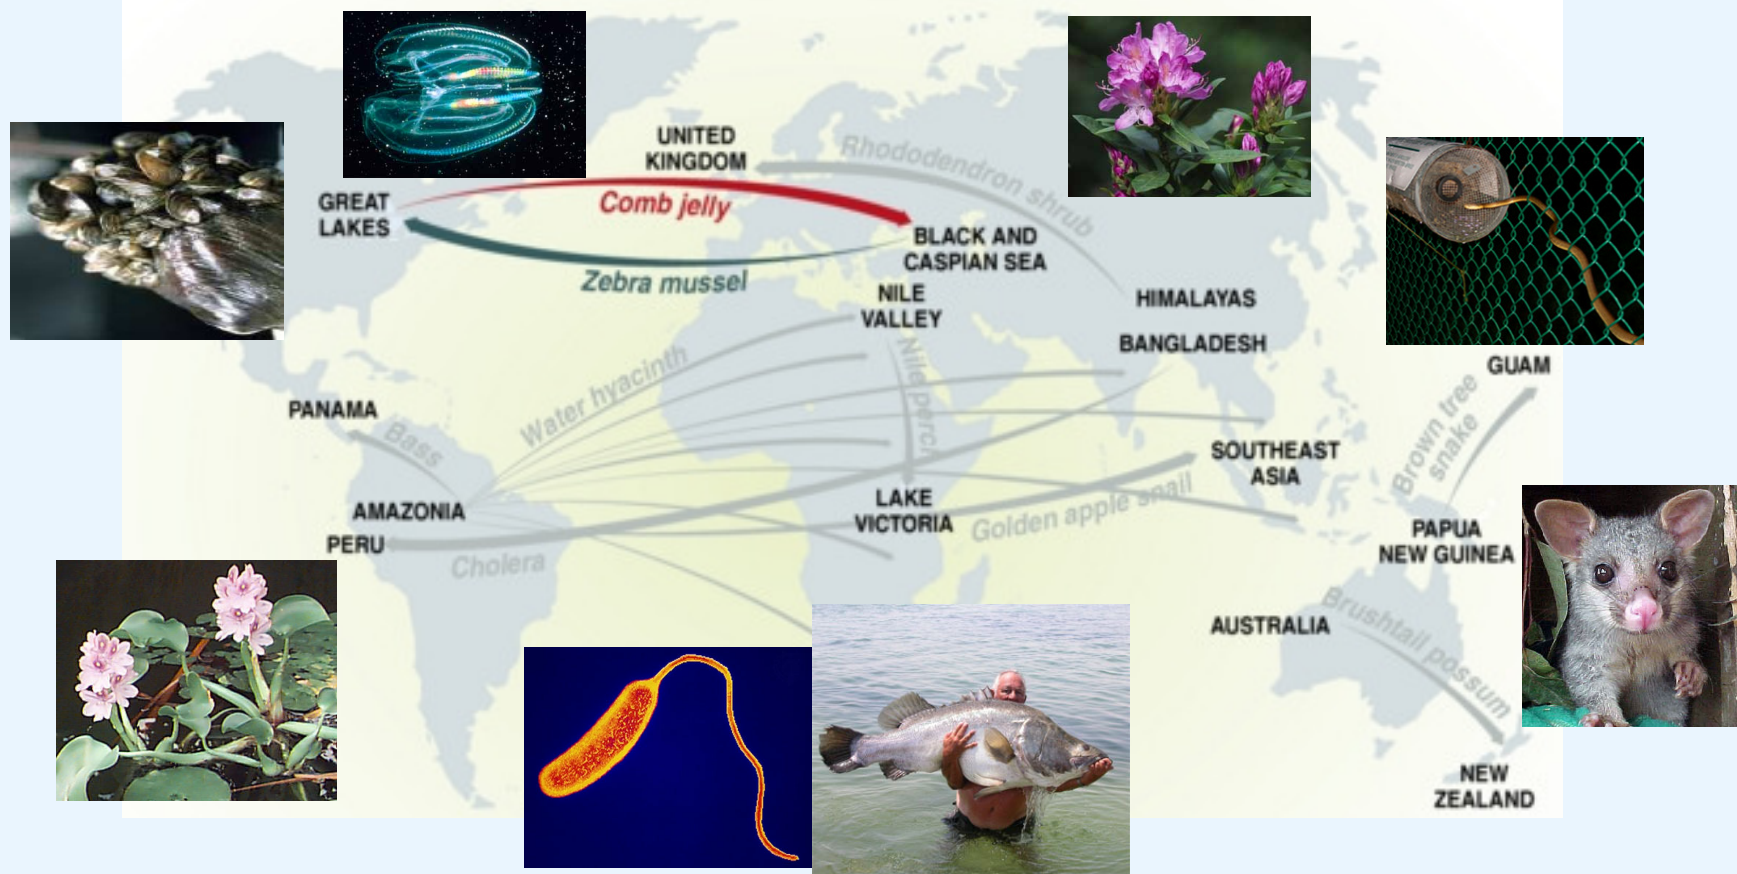 UNITED
KINGDOM
Rhododendron shrub
GREAT
LAKES
Comb jelly
BLACK AND
CASPIAN SEA
Zebra mussel
NILE
VALLEY
HIMALAYAS
BANGLADESH
GUAM
Water hyacinth
Nile perch
PANAMA
Bass
Brown tree
snake
SOUTHEAST
ASIA
AMAZONIA
LAKE
VICTORIA
Golden apple snail
PERU
Cholera
PAPUA
NEW GUINEA
AUSTRALIA
Brushtail possum
NEW
ZEALAND